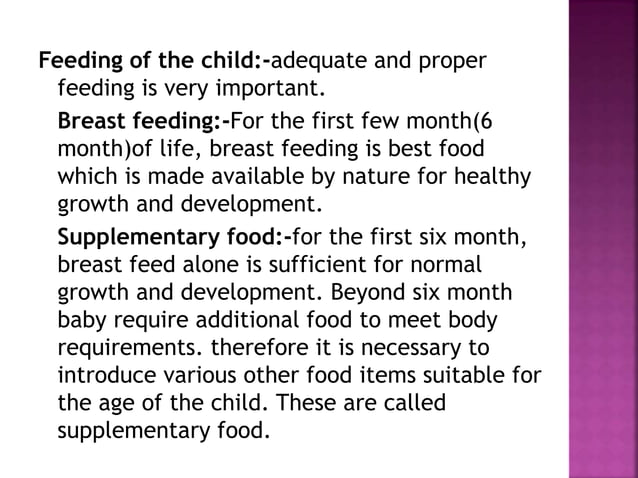 Feeding of the child:-adequate and proper
feeding is very important.
Breast feeding:-For the first few month(6
month)of life, breast feeding is best food
which is made available by nature for healthy
growth and development.
Supplementary food:-for the first six month,
breast feed alone is sufficient for normal
growth and development. Beyond six month
baby require additional food to meet body
requirements. therefore it is necessary to
introduce various other food items suitable for
the age of the child. These are called
supplementary food.